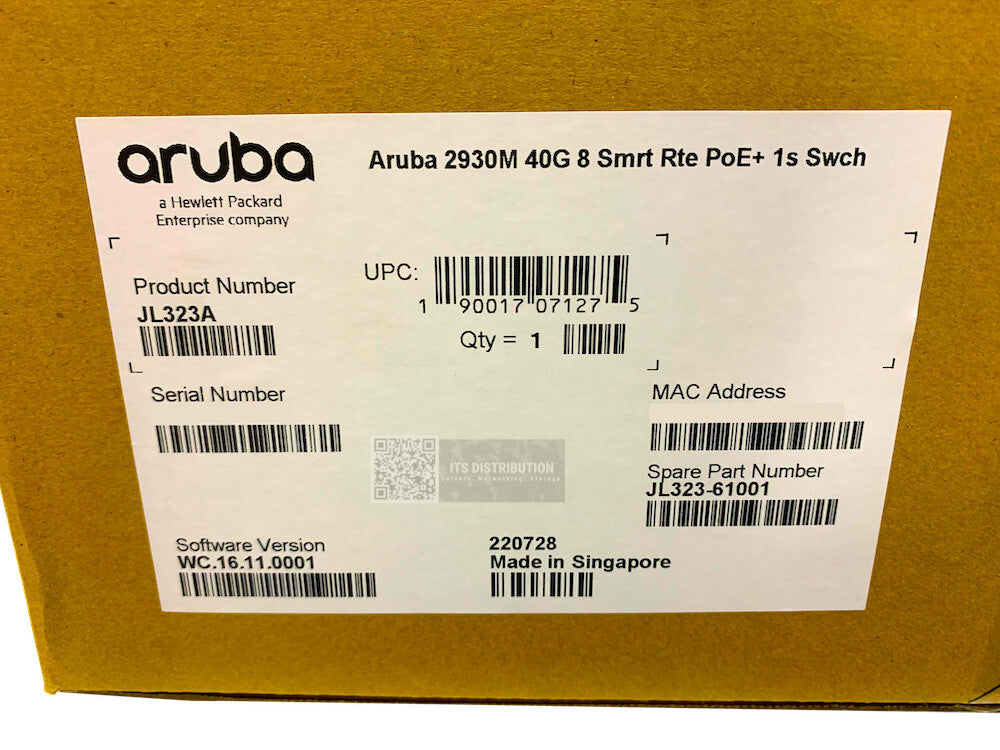 aruba
a Hewlett Packard
Enterprise company
Aruba 2930M 40G 8 Smrt Rte PoE+ 1s Swch
Product Number
JL323A
UPC:
1 90017 07127 5
Qty = 1
Serial Number
MAC Address
ITS DISTRIBUTION
Servers. Networking. Storage.
Spare Part Number
JL323-61001
Software Version
WC.16.11.0001
220728
Made in Singapore